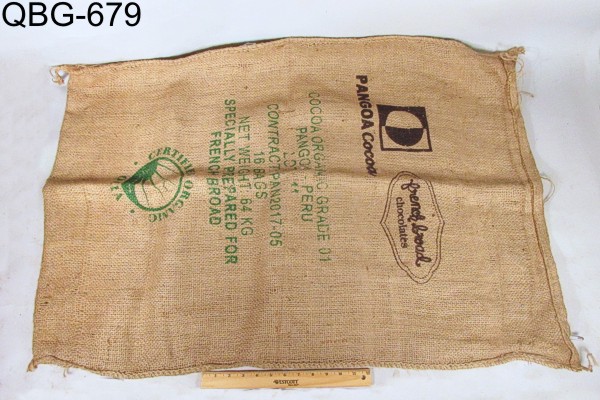 QBG-679
PANGOA Cocoa
french broad
chocolates
COCOA ORGANIC GRADE 01
PANGOA - PERU
CONTRACT PAN2017-05
16 BAGS
NET WEIGHT 64 KG
SPECIALLY PREPARED FOR
FRENCH BROAD
CERTIFIED ORGANIC
WESTCOTT